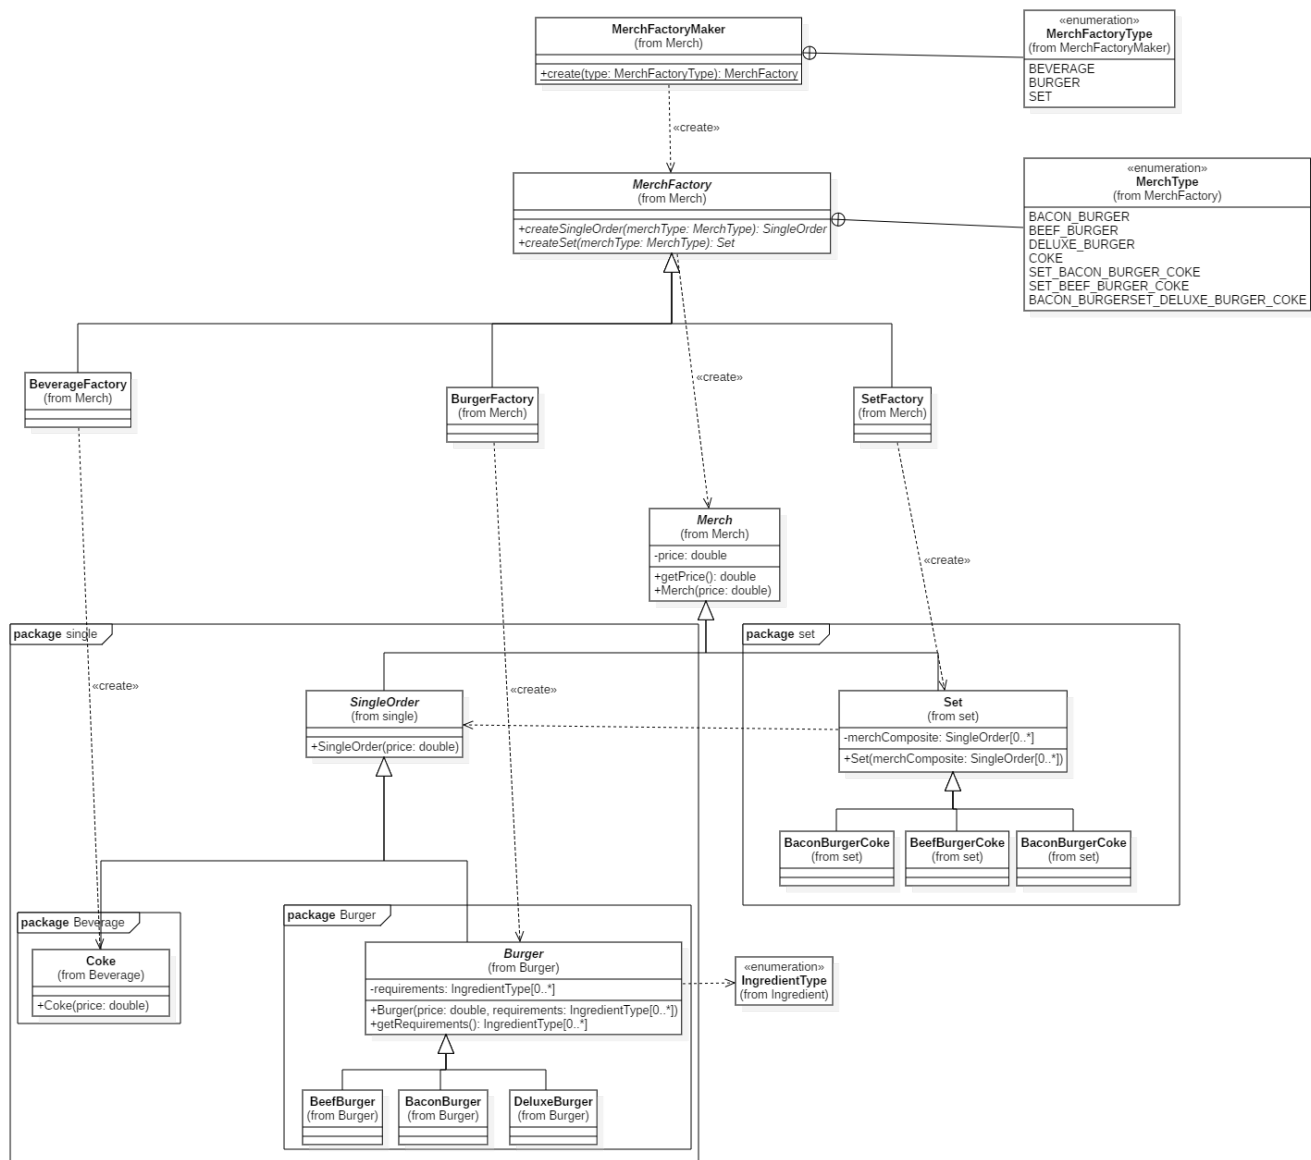 MerchFactoryMaker
(from Merch)
+create(type: MerchFactoryType): MerchFactory
«enumeration»
MerchFactoryType
(from MerchFactoryMaker)
BEVERAGE
BURGER
SET
«create»
MerchFactory
(from Merch)
+createSingleOrder(merchType: MerchType): SingleOrder
+createSet(merchType: MerchType): Set
«enumeration»
MerchType
(from MerchFactory)
BACON_BURGER
BEEF_BURGER
DELUXE_BURGER
COKE
SET_BACON_BURGER_COKE
SET_BEEF_BURGER_COKE
BACON_BURGERSET_DELUXE_BURGER_COKE
BeverageFactory
(from Merch)
BurgerFactory
(from Merch)
«create»
SetFactory
(from Merch)
Merch
(from Merch)
-price: double
+getPrice(): double
+Merch(price: double)
«create»
package single
package set
«create»
«create»
SingleOrder
(from single)
+SingleOrder(price: double)
Set
(from set)
-merchComposite: SingleOrder[0..*]
+Set(merchComposite: SingleOrder[0..*])
BaconBurgerCoke
(from set)
BeefBurgerCoke
(from set)
BaconBurgerCoke
(from set)
package Beverage
Coke
(from Beverage)
+Coke(price: double)
package Burger
Burger
(from Burger)
-requirements: IngredientType[0..*]
+Burger(price: double, requirements: IngredientType[0..*])
+getRequirements(): IngredientType[0..*]
«enumeration»
IngredientType
(from Ingredient)
BeefBurger
(from Burger)
BaconBurger
(from Burger)
DeluxeBurger
(from Burger)